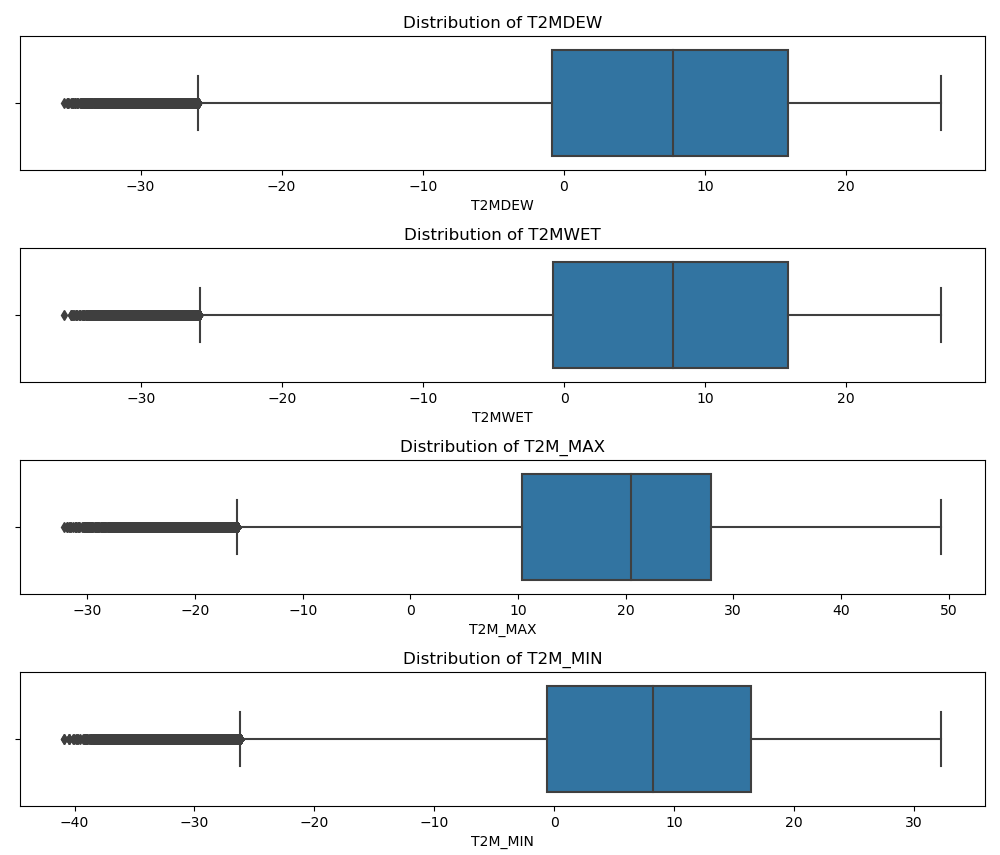 Distribution of T2MDEW
−30 −20 −10 0 10 20
T2MDEW
Distribution of T2MWET
−30 −20 −10 0 10 20
T2MWET
Distribution of T2M_MAX
−30 −20 −10 0 10 20 30 40 50
T2M_MAX
Distribution of T2M_MIN
−40 −30 −20 −10 0 10 20 30
T2M_MIN